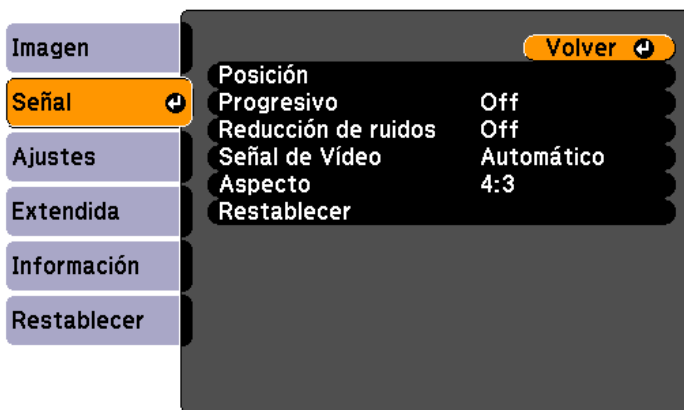 Imagen
Señal
Ajustes
Extendida
Información
Restablecer
Volver
Posición
Progresivo Off
Reducción de ruidos Off
Señal de Vídeo Automático
Aspecto 4:3
Restablecer